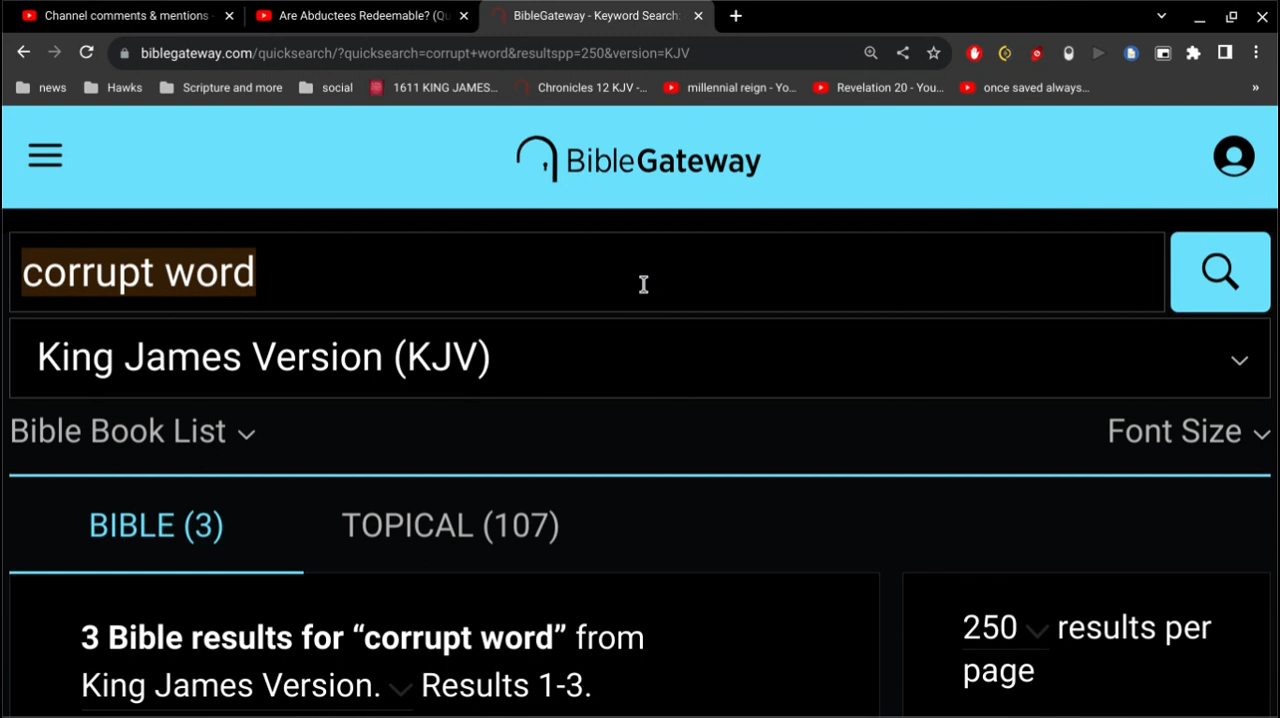 Channel comments & mentions -
Are Abductees Redeemable? (Qu
BibleGateway - Keyword Search:
biblegateway.com/quicksearch/?quicksearch=corrupt+word&resultspp=250&version=KJV
news
Hawks
Scripture and more
social
1611 KING JAMES...
Chronicles 12 KJV -...
millennial reign - Yo...
Revelation 20 - You...
once saved always...
»
BibleGateway
corrupt word
King James Version (KJV)
Bible Book List
Font Size
BIBLE (3)
TOPICAL (107)
3 Bible results for “corrupt word” from
King James Version. Results 1-3.
250 results per
page